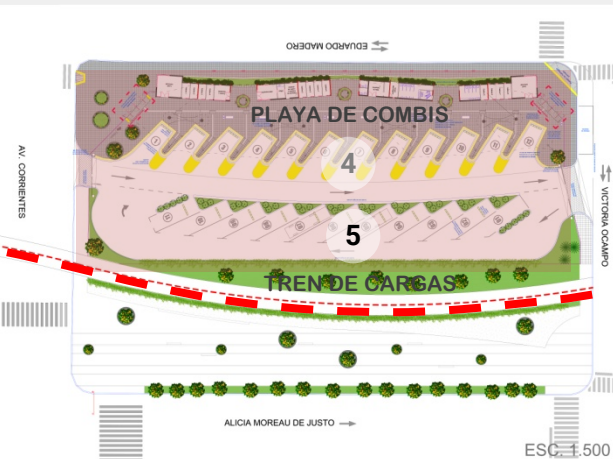 EDUARDO MADERO
PLAYA DE COMBIS
4
AV. CORRIENTES
VICTORIA OCAMPO
5
TREN DE CARGAS
ALICIA MOREAU DE JUSTO
ESC. 1.500